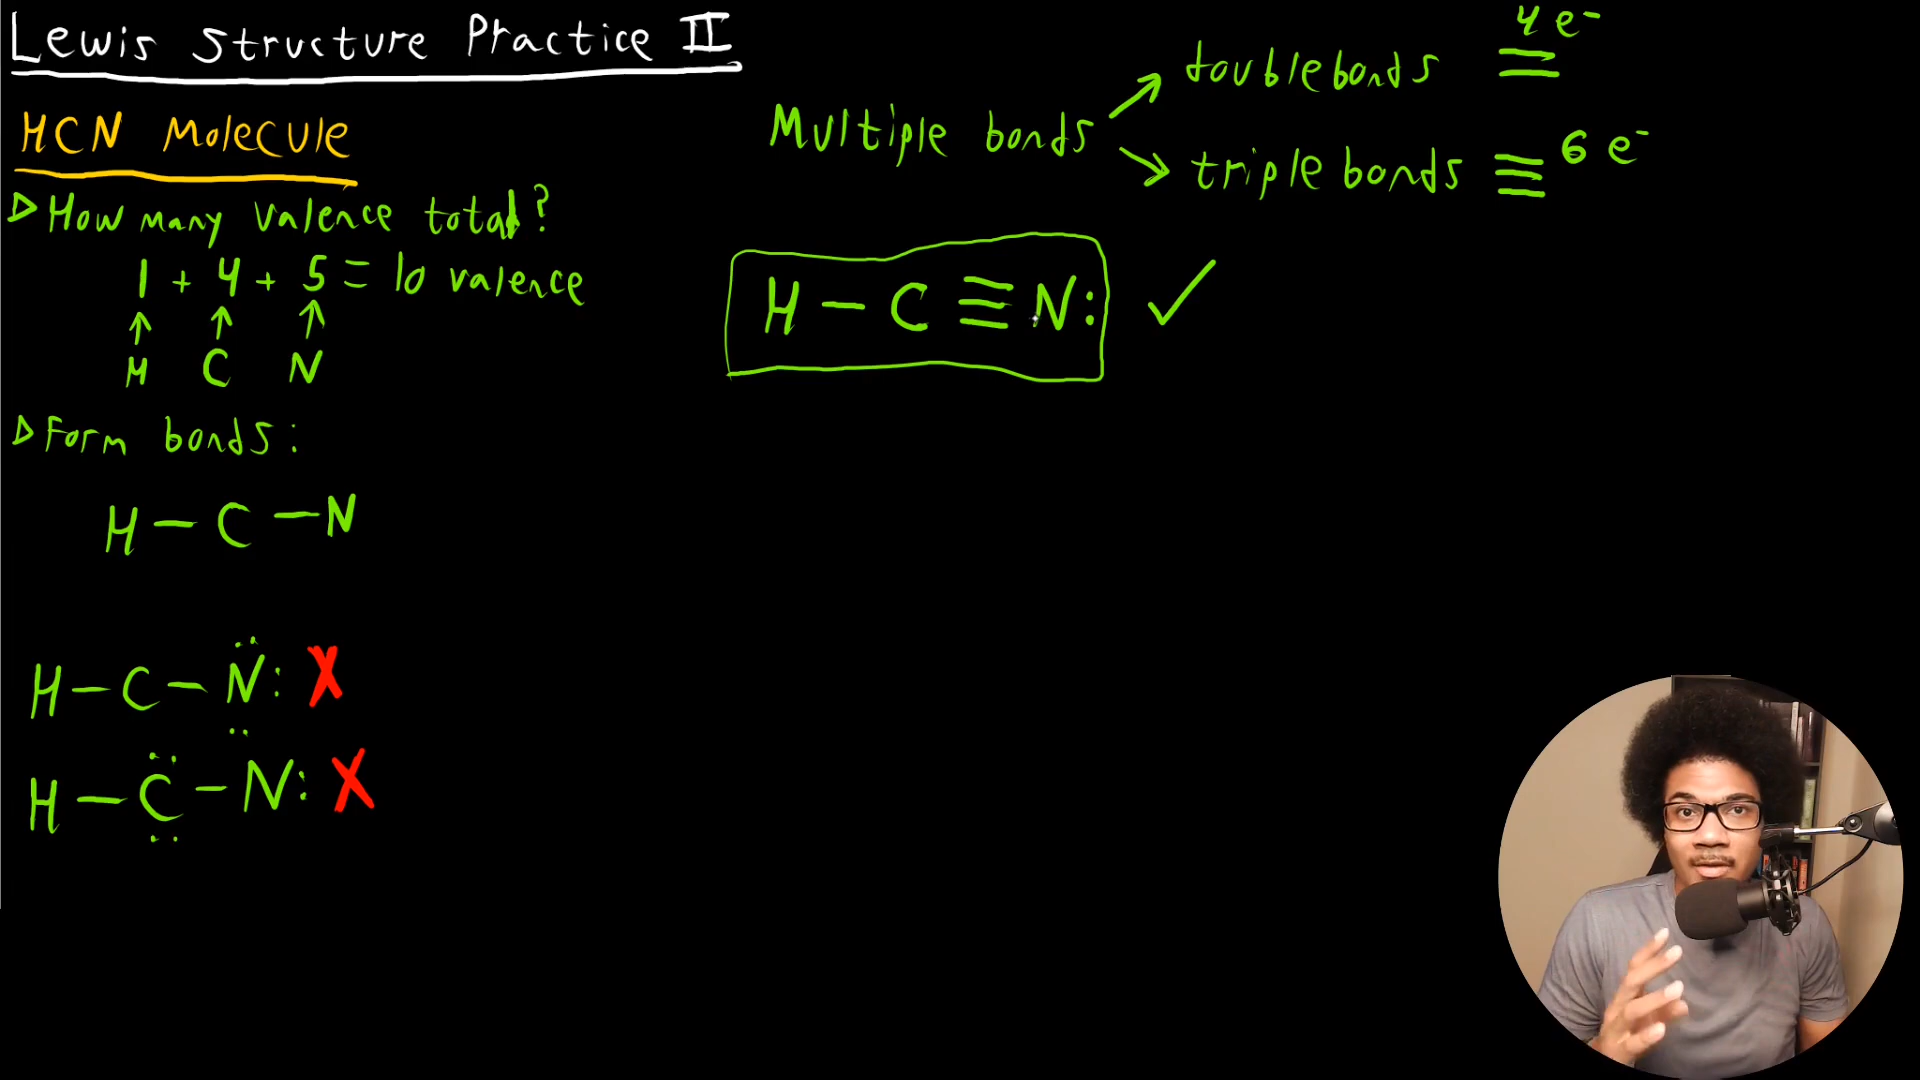 Lewis Structure Practice II
HCN Molecule
▷ How many valence total?
1 + 4 + 5 = 10 valence
↑ ↑ ↑
H C N
▷ Form bonds:
H — C — N
H — C — N̈: X
H — C̈ — N: X
Multiple bonds
↗ double bonds = 4 e⁻
↘ triple bonds ≡ 6 e⁻
H — C ≡ N: ✓